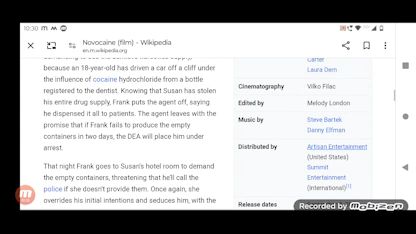 10:30
Novocaine (film) - Wikipedia
en.m.wikipedia.org
because an 18-year-old has driven a car off a cliff under
the influence of cocaine hydrochloride from a bottle
registered to the dentist. Knowing that Susan has stolen
his entire drug supply, Frank puts the agent off, saying
he dispensed it all to patients. The agent leaves with the
promise that if Frank fails to produce the empty
containers in two days, the DEA will place him under
arrest.
That night Frank goes to Susan's hotel room to demand
the empty containers, threatening that he'll call the
police if she doesn't provide them. Once again, she
overrides his initial intentions and seduces him, with the
Carter
Laura Dern
Cinematography Vilko Filac
Edited by Melody London
Music by Steve Bartek
Danny Elfman
Distributed by Artisan Entertainment
(United States)
Summit
Entertainment
(International)[1]
Release dates
Recorded by
MOBIZEN